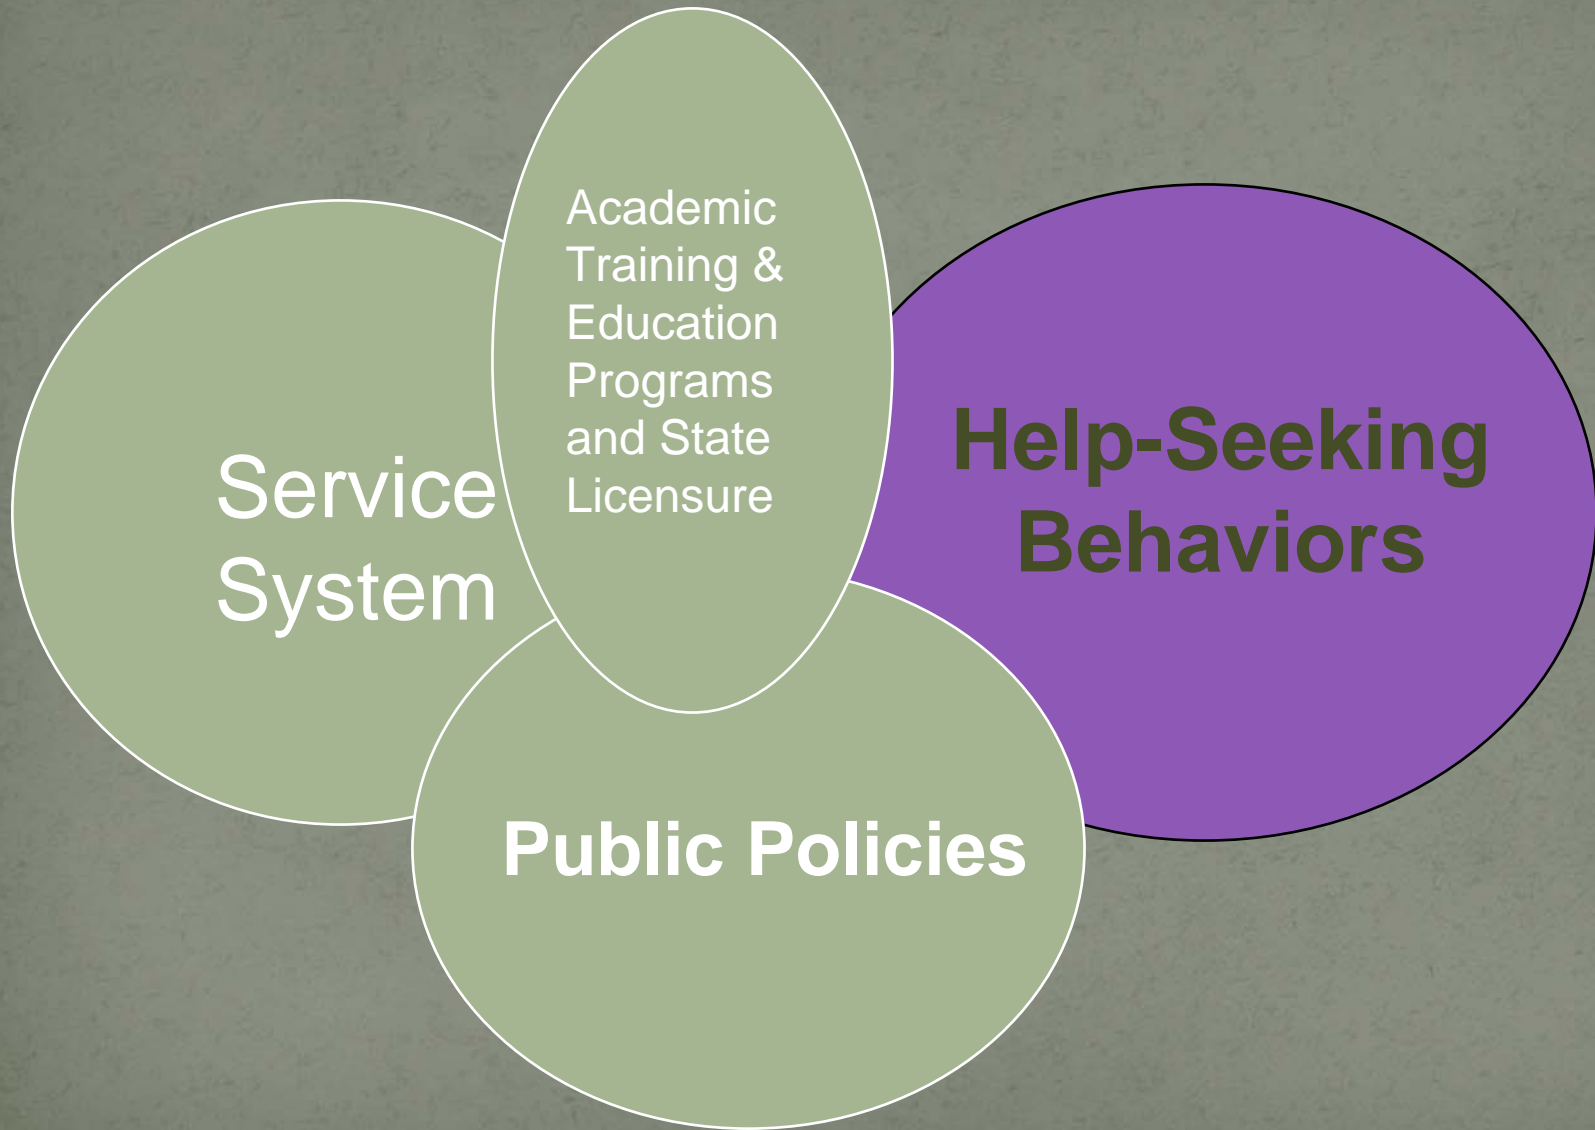 Academic
Training &
Education
Programs
and State
Licensure
Service
System
Help-Seeking
Behaviors
Public Policies